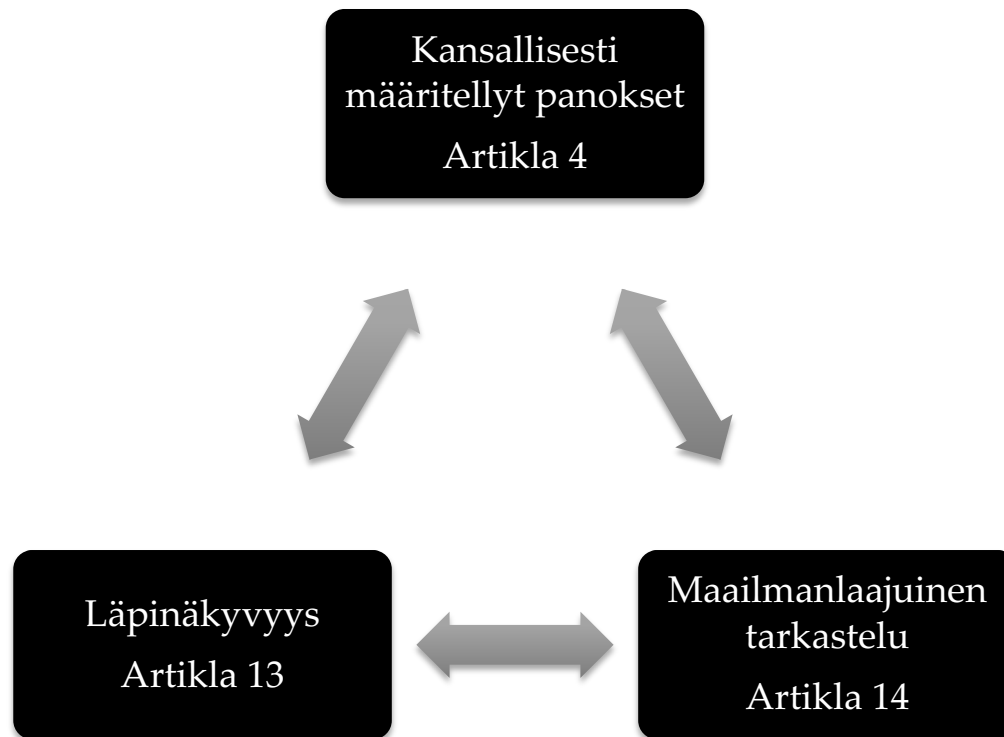 Kansallisesti
määritellyt panokset
Artikla 4
Läpinäkyvyys
Artikla 13
Maailmanlaajuinen
tarkastelu
Artikla 14